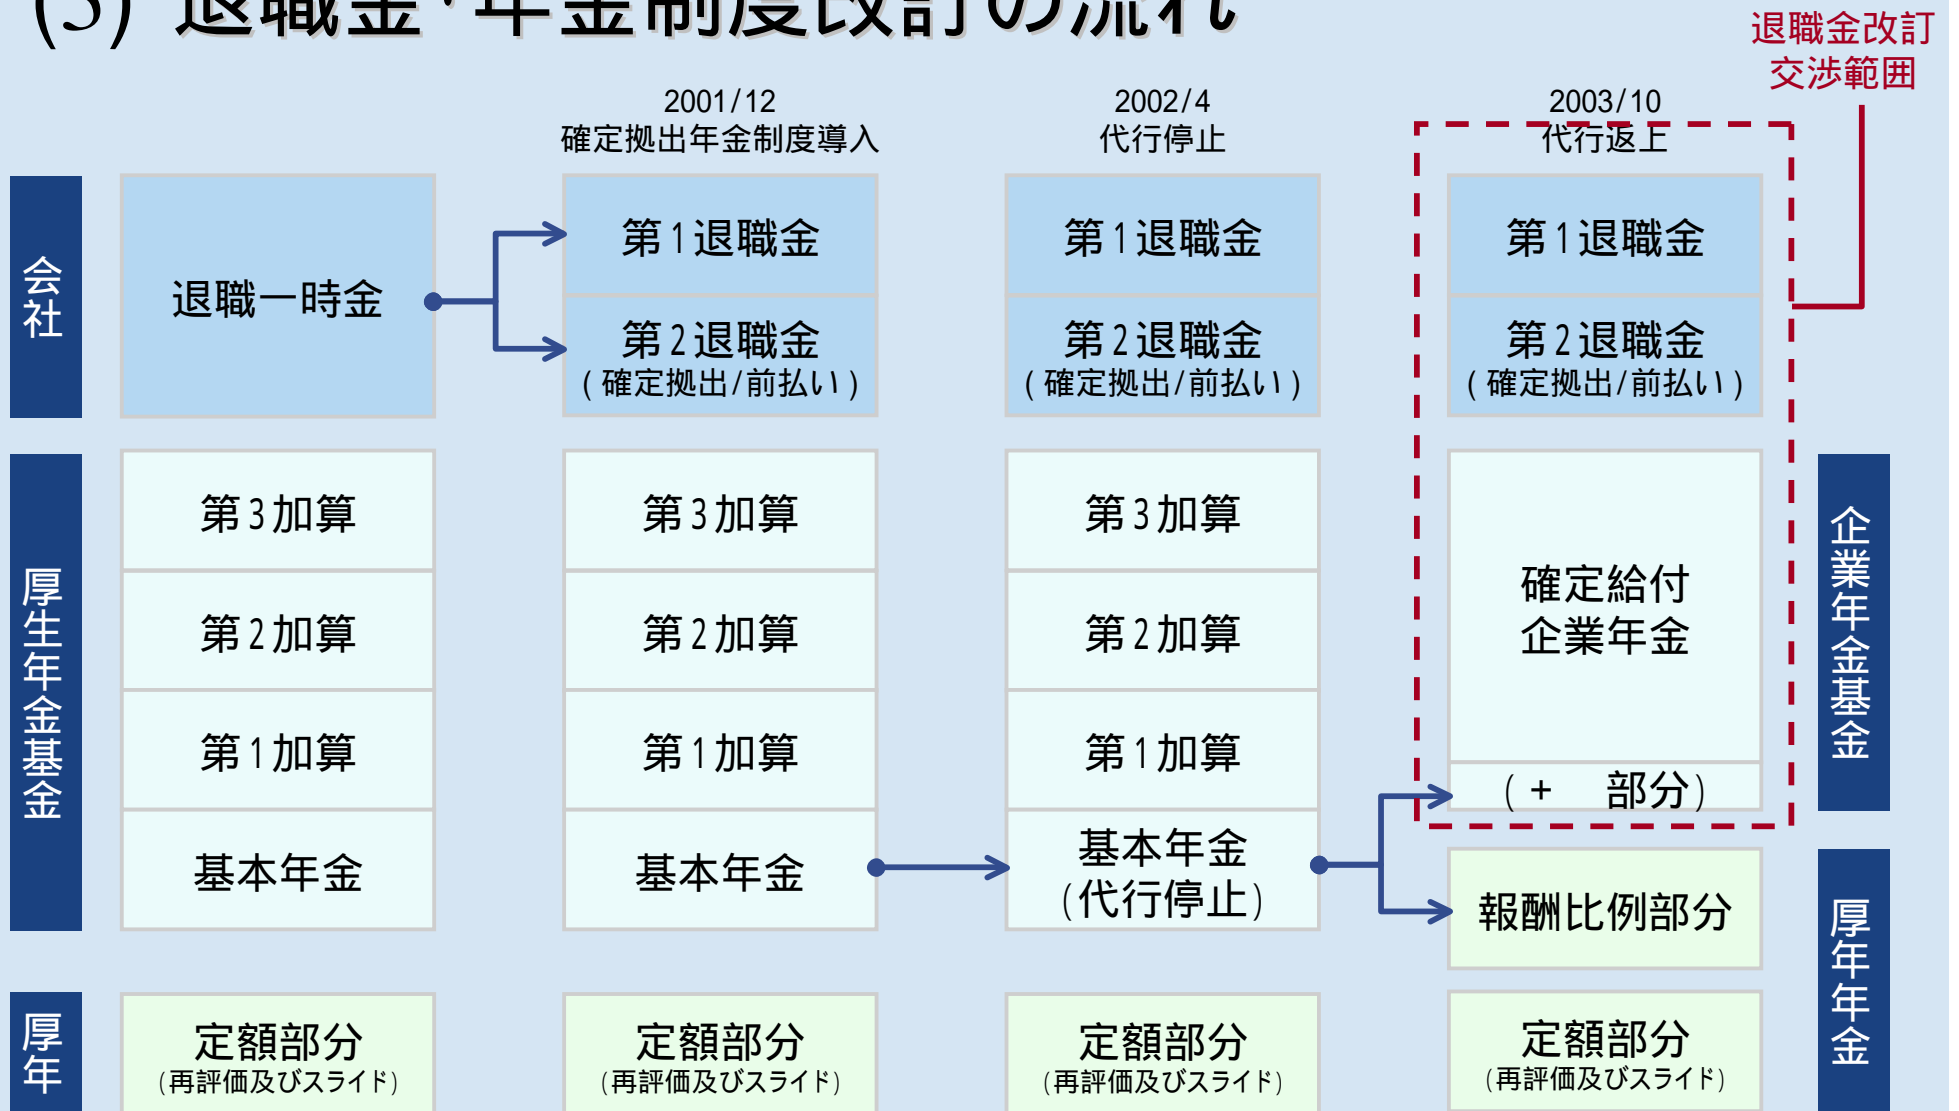 (3) 退職金・年金制度改訂の流れ
退職金改訂
交渉範囲
2001/12
確定拠出年金制度導入
2002/4
代行停止
2003/10
代行返上
会社
退職一時金
第1退職金
第2退職金
(確定拠出/前払い)
第1退職金
第2退職金
(確定拠出/前払い)
第1退職金
第2退職金
(確定拠出/前払い)
厚生年金基金
第3加算
第2加算
第1加算
基本年金
第3加算
第2加算
第1加算
基本年金
第3加算
第2加算
第1加算
基本年金
(代行停止)
確定給付
企業年金
(+ 部分)
企業年金基金
報酬比例部分
厚年年金
厚年
定額部分
(再評価及びスライド)
定額部分
(再評価及びスライド)
定額部分
(再評価及びスライド)
定額部分
(再評価及びスライド)